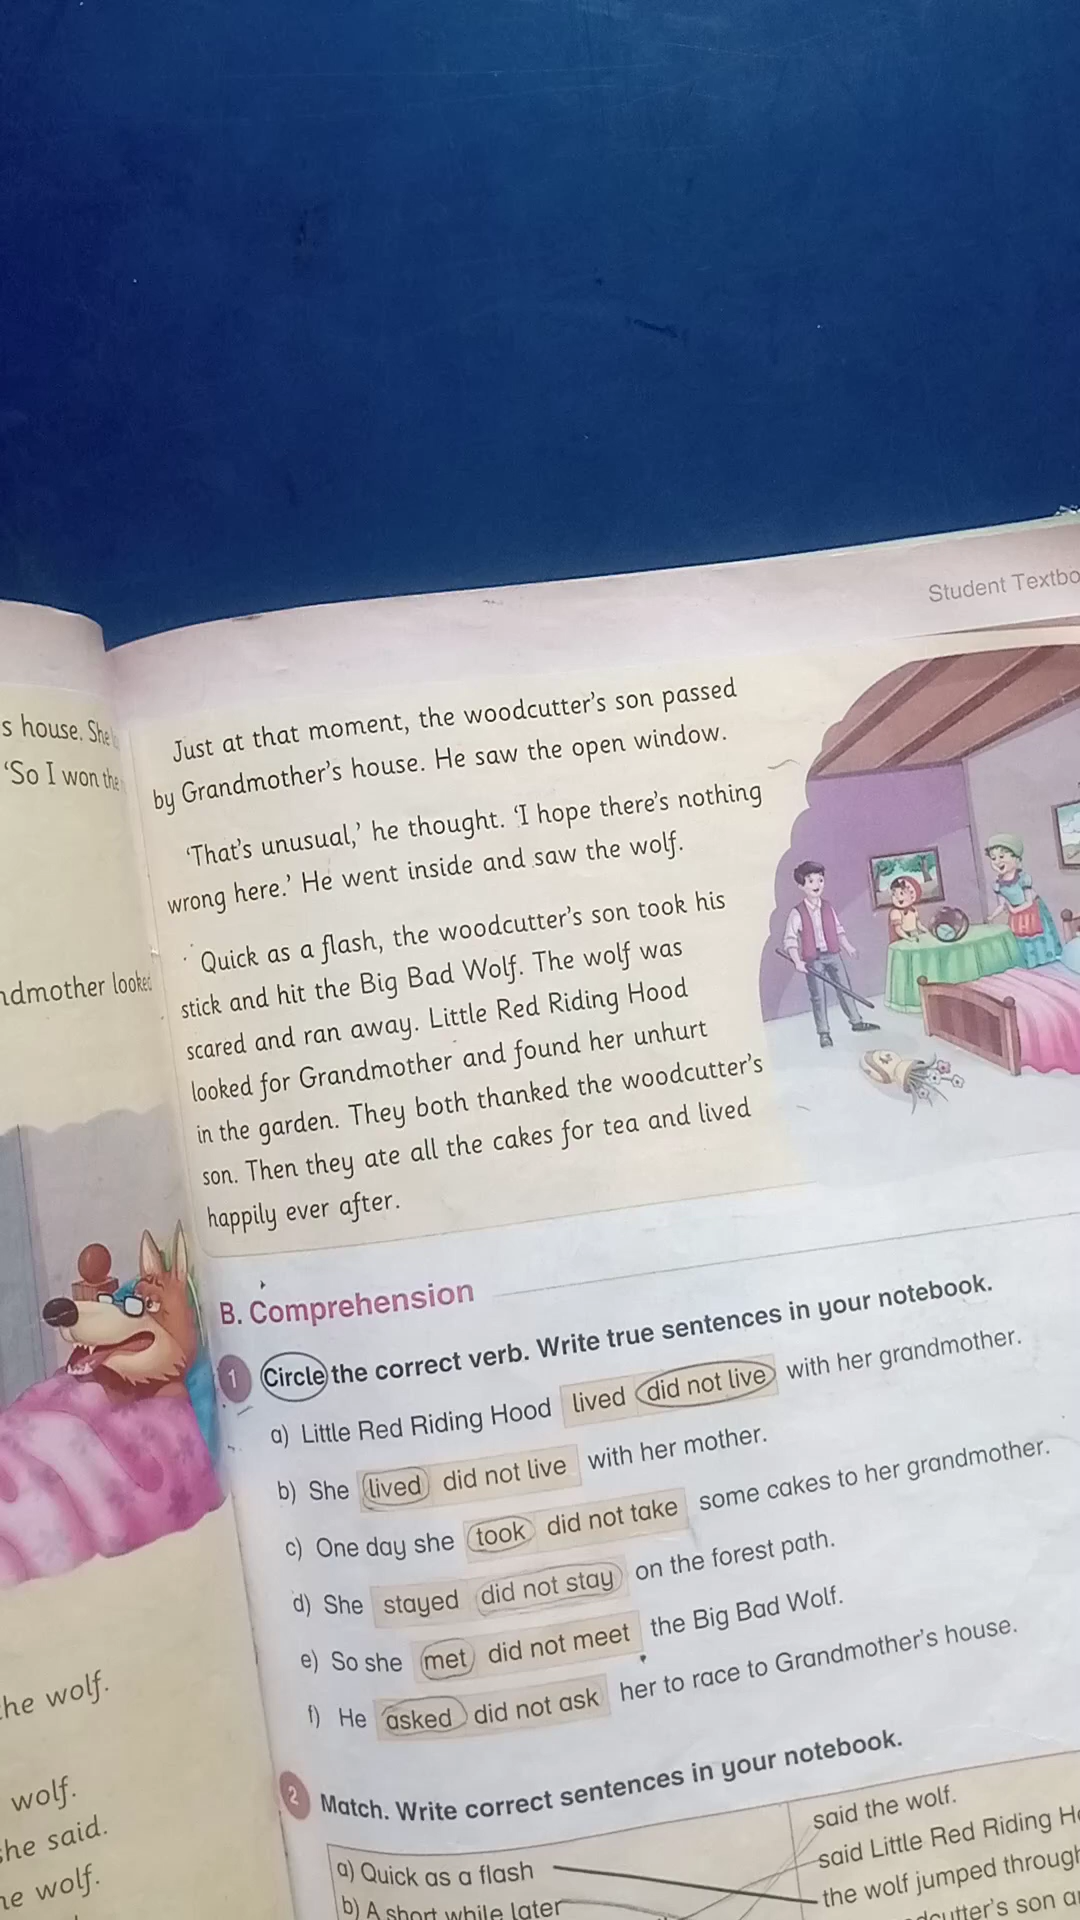 Student
s house. She
'So I won the
ndmother looked
he wolf.
wolf.
she said.
he wolf.
Just at that moment, the woodcutter's son passed
by Grandmother's house. He saw the open window.
'That's unusual,' he thought. 'I hope there's nothing
wrong here.' He went inside and saw the wolf.
Quick as a flash, the woodcutter's son took his
stick and hit the Big Bad Wolf. The wolf was
scared and ran away. Little Red Riding Hood
looked for Grandmother and found her unhurt
in the garden. They both thanked the woodcutter's
son. Then they ate all the cakes for tea and lived
happily ever after.
B. Comprehension
1 Circle the correct verb. Write true sentences in your notebook.
a) Little Red Riding Hood lived did not live with her grandmother.
b) She lived did not live with her mother.
c) One day she took did not take some cakes to her grandmother.
d) She stayed did not stay on the forest path.
e) So she met did not meet the Big Bad Wolf.
f) He asked did not ask her to race to Grandmother's house.
2 Match. Write correct sentences in your notebook.
a) Quick as a flash
b) A short while later
said the wolf.
said Little Red Riding
the wolf jumped through
son